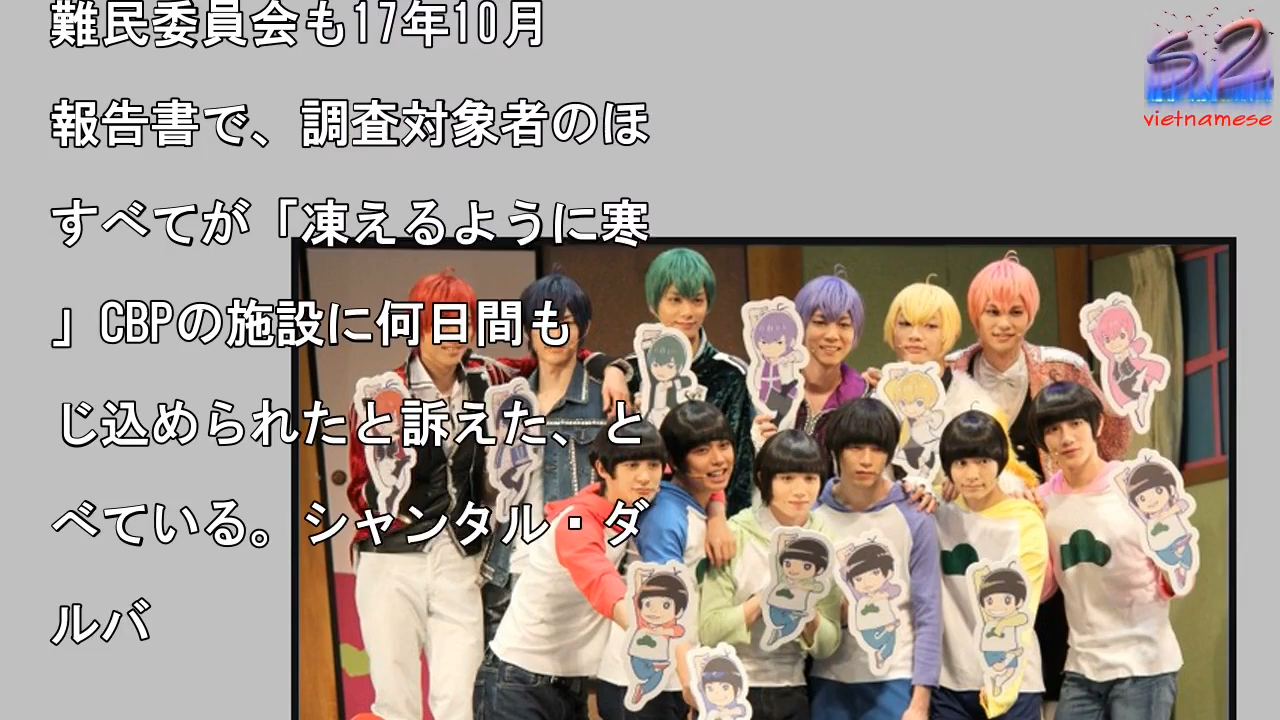 難民委員会も17年10月
報告書で、調査対象者のほ
すべてが「凍えるように寒
」CBPの施設に何日間も
じ込められたと訴えた、と
べている。シャンタル・ダ
ルバ
s2
vietnamese